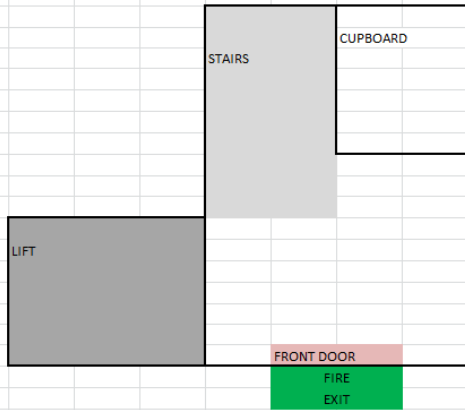 CUPBOARD
STAIRS
LIFT
FRONT DOOR
FIRE
EXIT